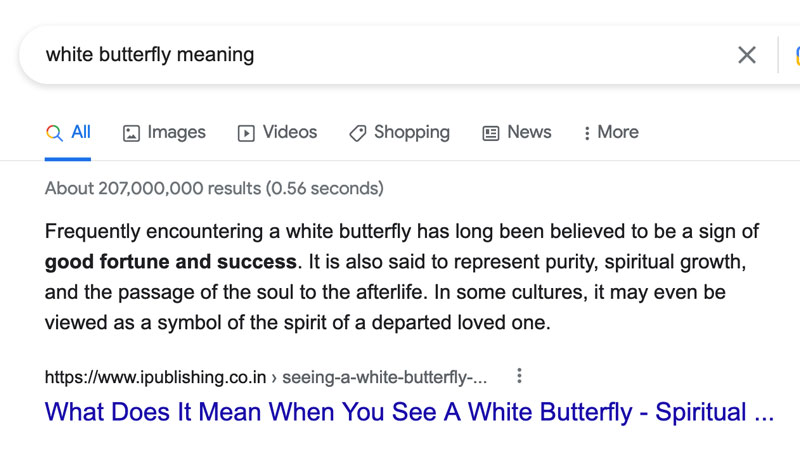 white butterfly meaning
All Images Videos Shopping News More
About 207,000,000 results (0.56 seconds)
Frequently encountering a white butterfly has long been believed to be a sign of
good fortune and success. It is also said to represent purity, spiritual growth,
and the passage of the soul to the afterlife. In some cultures, it may even be
viewed as a symbol of the spirit of a departed loved one.
https://www.ipublishing.co.in › seeing-a-white-butterfly-...
What Does It Mean When You See A White Butterfly - Spiritual ...